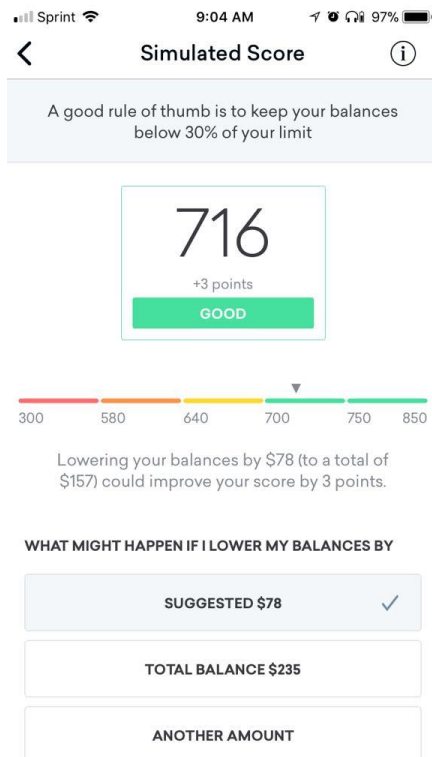 Sprint 9:04 AM 97%
Simulated Score
A good rule of thumb is to keep your balances
below 30% of your limit
716
+3 points
GOOD
300 580 640 700 750 850
Lowering your balances by $78 (to a total of
$157) could improve your score by 3 points.
WHAT MIGHT HAPPEN IF I LOWER MY BALANCES BY
SUGGESTED $78
TOTAL BALANCE $235
ANOTHER AMOUNT